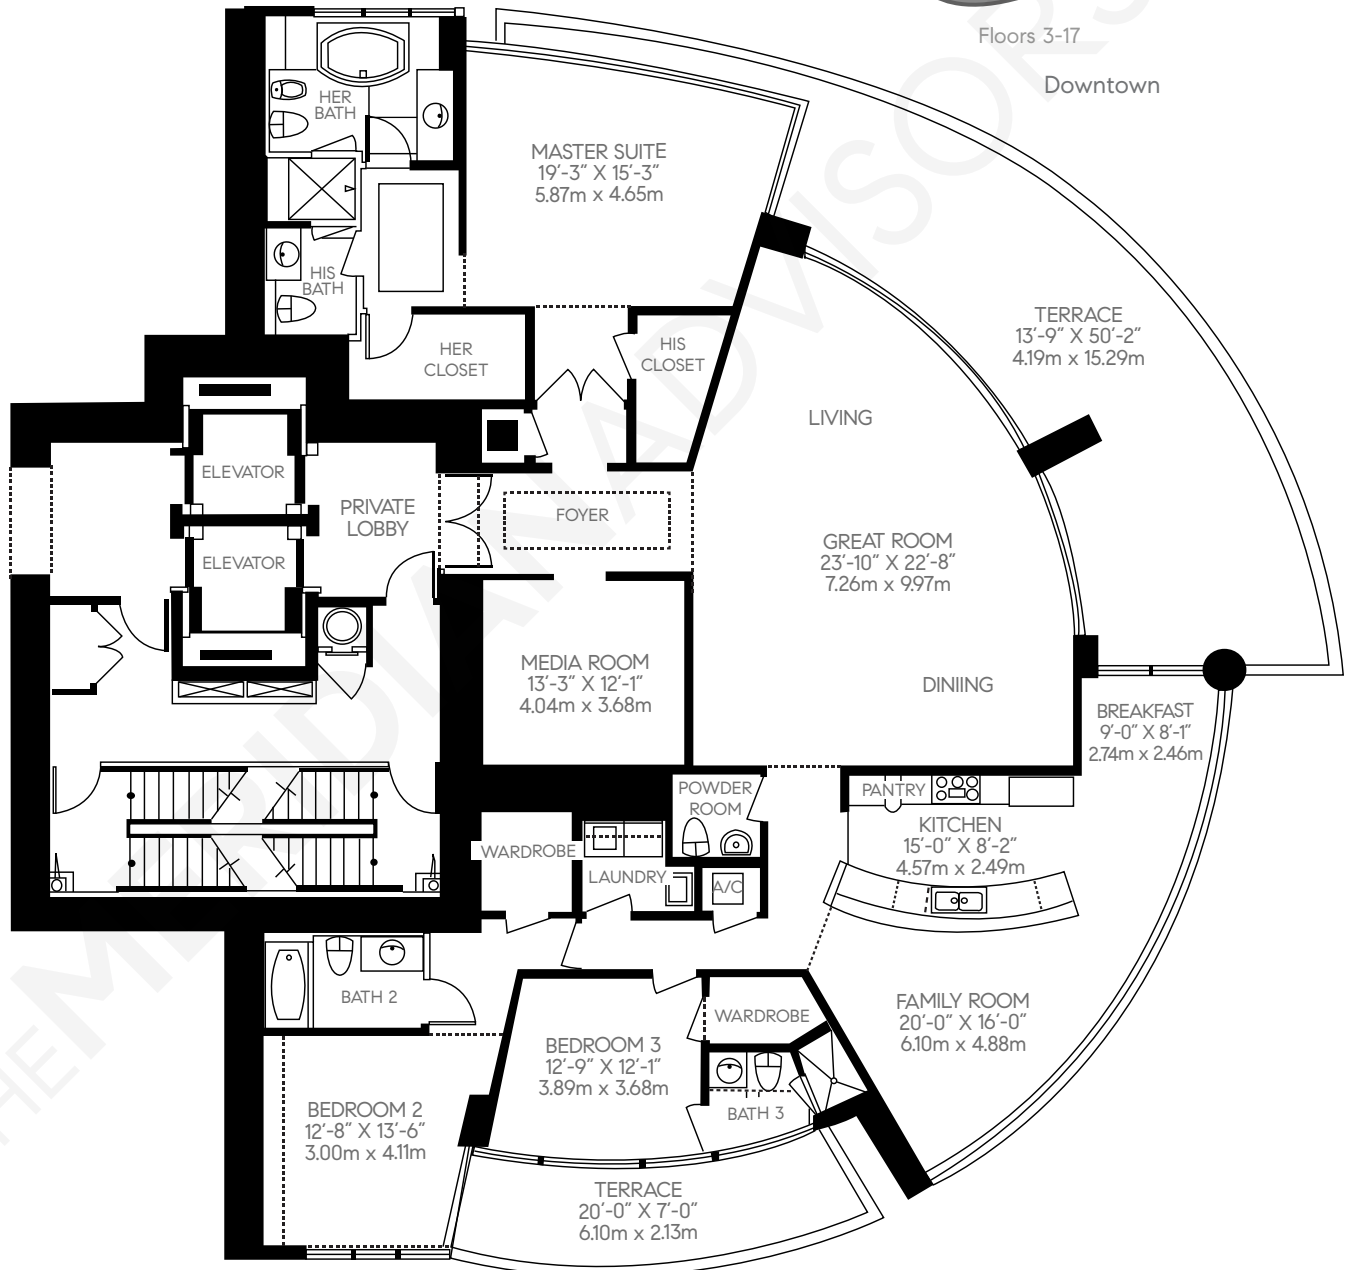 Floors 3-17
Downtown
HER
BATH
MASTER SUITE
19'-3" X 15'-3"
5.87m x 4.65m
HIS
BATH
HER
CLOSET
HIS
CLOSET
TERRACE
13'-9" X 50'-2"
4.19m x 15.29m
LIVING
ELEVATOR
PRIVATE
LOBBY
FOYER
ELEVATOR
GREAT ROOM
23'-10" X 22'-8"
7.26m x 9.97m
MEDIA ROOM
13'-3" X 12'-1"
4.04m x 3.68m
DINIING
BREAKFAST
9'-0" X 8'-1"
2.74m x 2.46m
POWDER
ROOM
PANTRY
KITCHEN
15'-0" X 8'-2"
4.57m x 2.49m
WARDROBE
LAUNDRY
A/C
BATH 2
FAMILY ROOM
20'-0" X 16'-0"
6.10m x 4.88m
WARDROBE
BEDROOM 3
12'-9" X 12'-1"
3.89m x 3.68m
BATH 3
BEDROOM 2
12'-8" X 13'-6"
3.00m x 4.11m
TERRACE
20'-0" X 7'-0"
6.10m x 2.13m
THEMERIDIANADVISORS